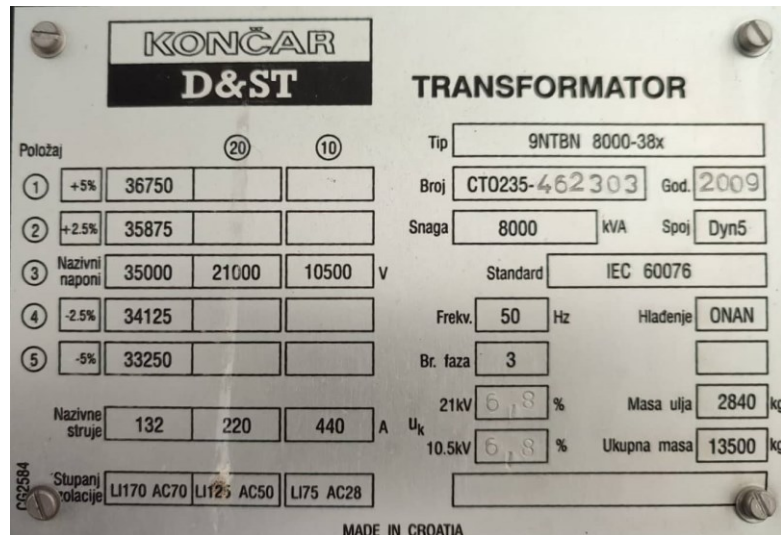 KONČAR
D&ST
TRANSFORMATOR
Položaj 20 10
1 +5% 36750
2 +2.5% 35875
3 Nazivni naponi 35000 21000 10500 V
4 -2.5% 34125
5 -5% 33250
Nazivne struje 132 220 440 A
Stupanj izolacije LI170 AC70 LI125 AC50 LI75 AC28
Tip 9NTBN 8000-38x
Broj CTO235-462303 God. 2009
Snaga 8000 kVA Spoj Dyn5
Standard IEC 60076
Frekv. 50 Hz Hlađenje ONAN
Br. faza 3
uk 21kV 6,8 % Masa ulja 2840 kg
10.5kV 6,8 % Ukupna masa 13500 kg
CG2584
MADE IN CROATIA